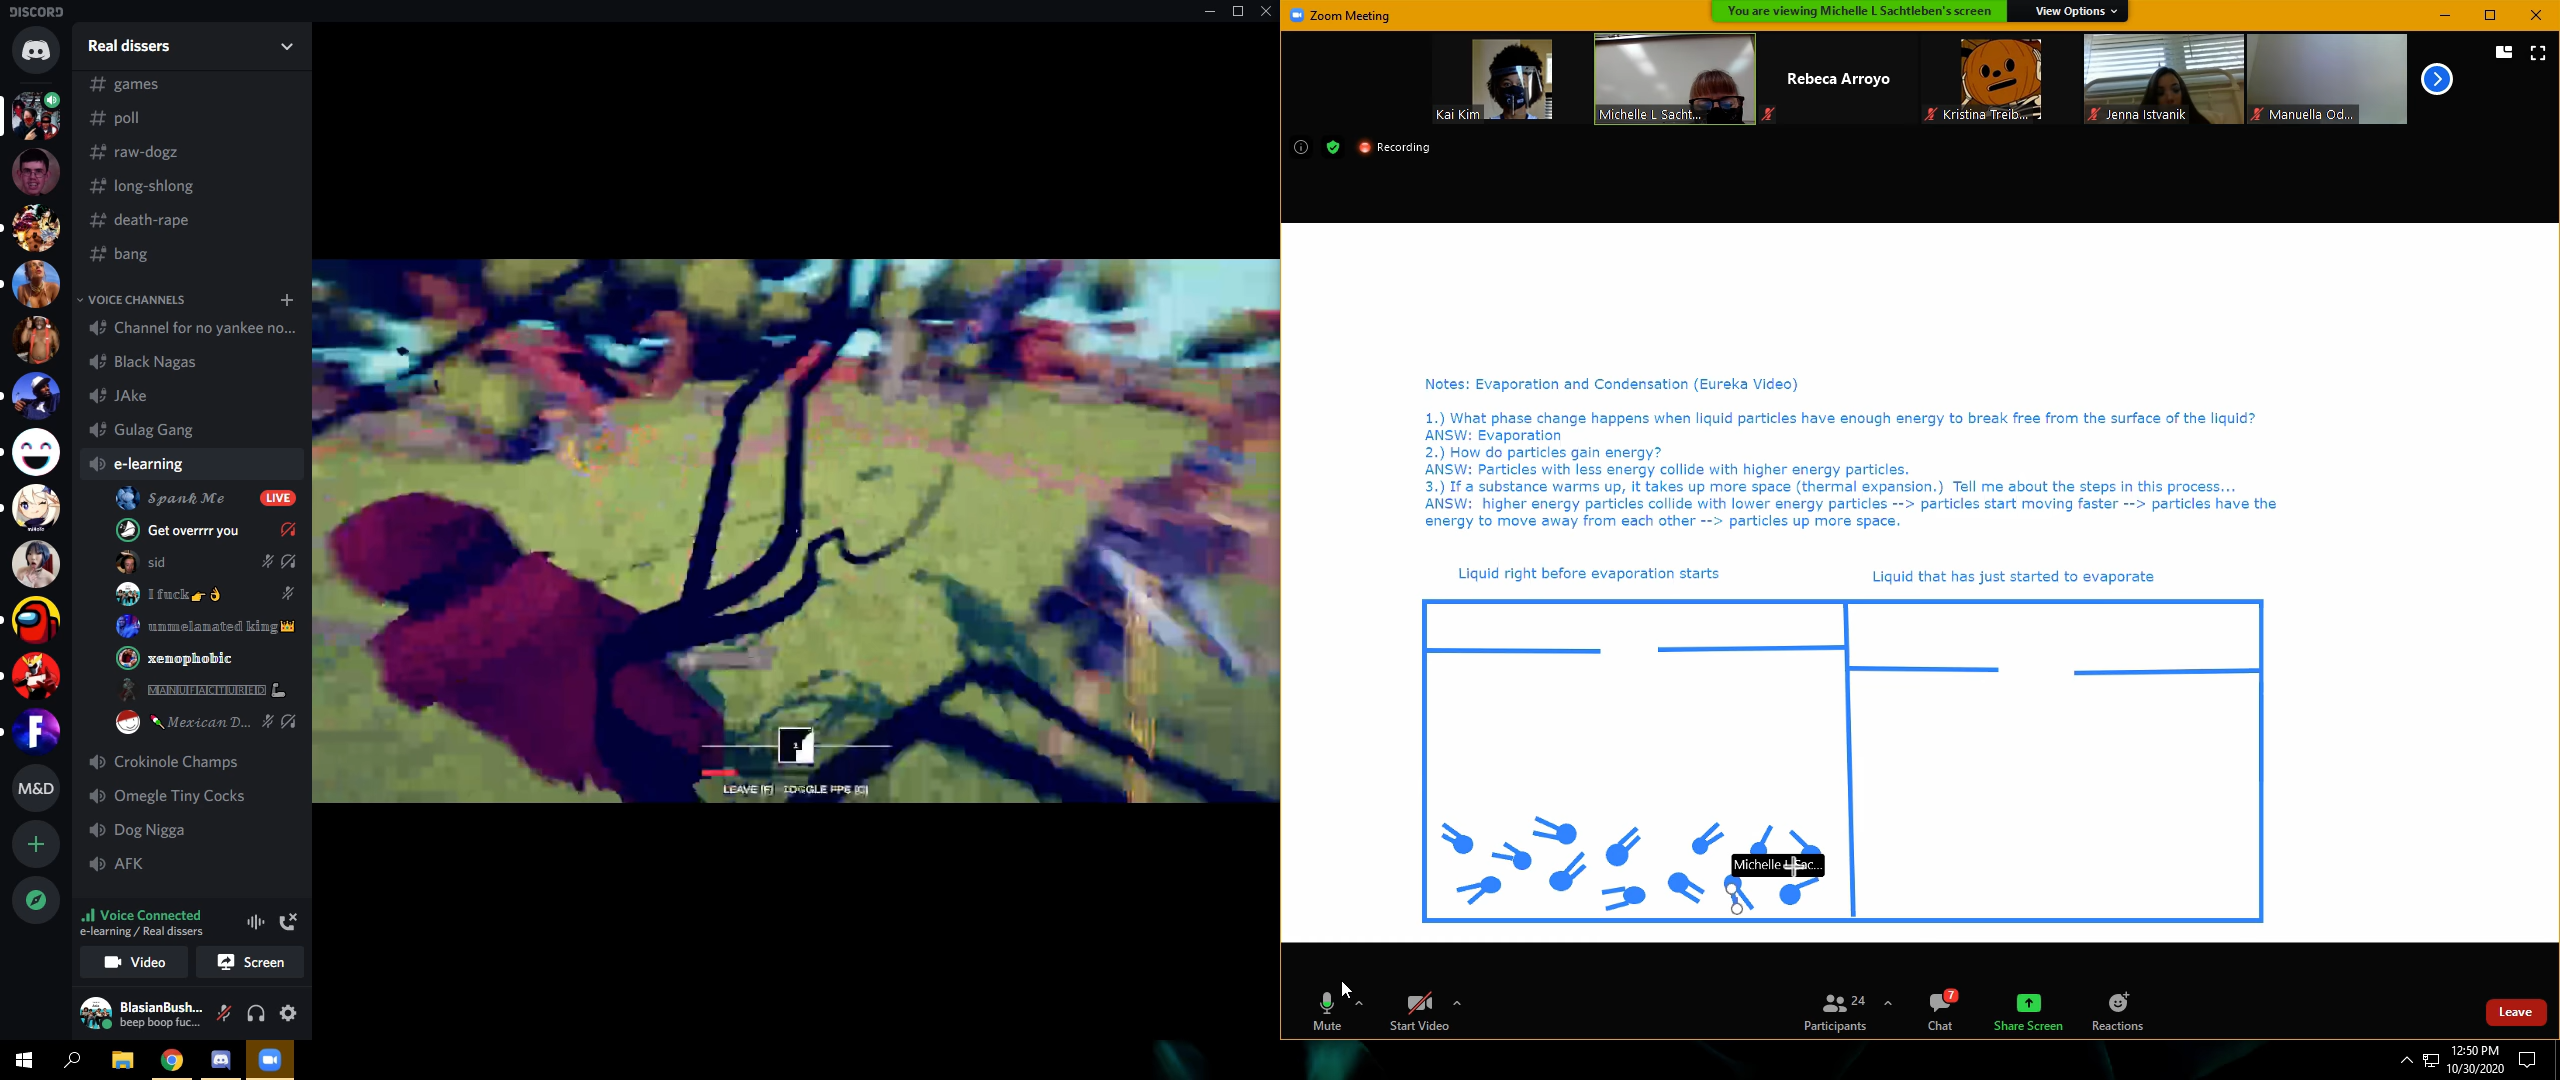 DISCORD
Real dissers
games
poll
raw-dogz
long-shlong
death-rape
bang
VOICE CHANNELS
Channel for no yankee no...
Black Nagas
JAke
Gulag Gang
e-learning
Spank Me LIVE
Get overrrr you
sid
I fuck👉👌
unmelanated king👑
xenophobic
MANUFACTURED
Mexican D...
Crokinole Champs
Omegle Tiny Cocks
Dog Nigga
AFK
M&D
Voice Connected
e-learning / Real dissers
Video Screen
BlasianBush...
beep boop fuc...
1
LEAVE [F] TOGGLE FPS [C]
Zoom Meeting
You are viewing Michelle L Sachtleben's screen View Options
Rebeca Arroyo
Kai Kim
Michelle L Sacht...
Kristina Treib...
Jenna Istvanik
Manuella Od...
Recording
Notes: Evaporation and Condensation (Eureka Video)
1.) What phase change happens when liquid particles have enough energy to break free from the surface of the liquid?
ANSW: Evaporation
2.) How do particles gain energy?
ANSW: Particles with less energy collide with higher energy particles.
3.) If a substance warms up, it takes up more space (thermal expansion.) Tell me about the steps in this process...
ANSW: higher energy particles collide with lower energy particles --> particles start moving faster --> particles have the
energy to move away from each other --> particles up more space.
Liquid right before evaporation starts
Liquid that has just started to evaporate
Michelle L Sac...
Mute
Start Video
24
Participants
7
Chat
Share Screen
Reactions
Leave
12:50 PM
10/30/2020